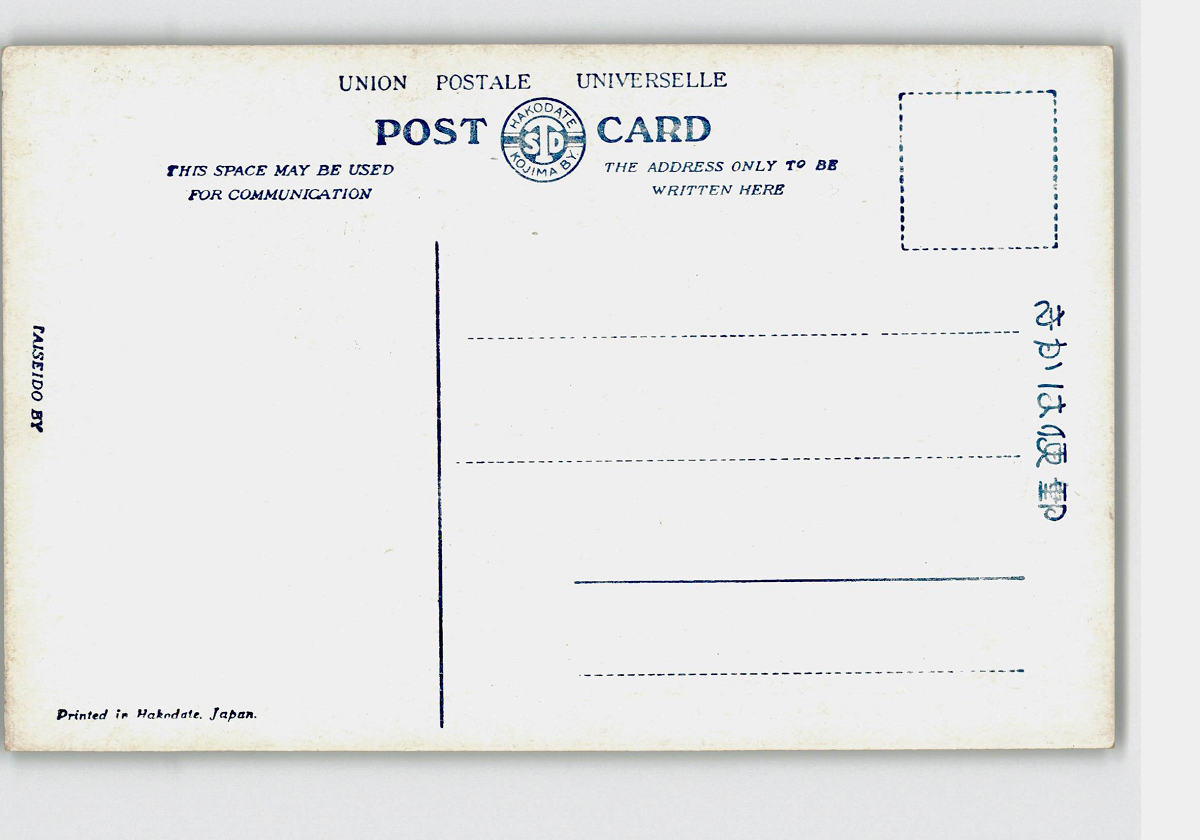 UNION POSTALE UNIVERSELLE
POST CARD
HAKODATE
STD
KOJIMA BY
THIS SPACE MAY BE USED
FOR COMMUNICATION
THE ADDRESS ONLY TO BE
WRITTEN HERE
きかは便郵
TAISEIDO BY
Printed in Hakodate, Japan.